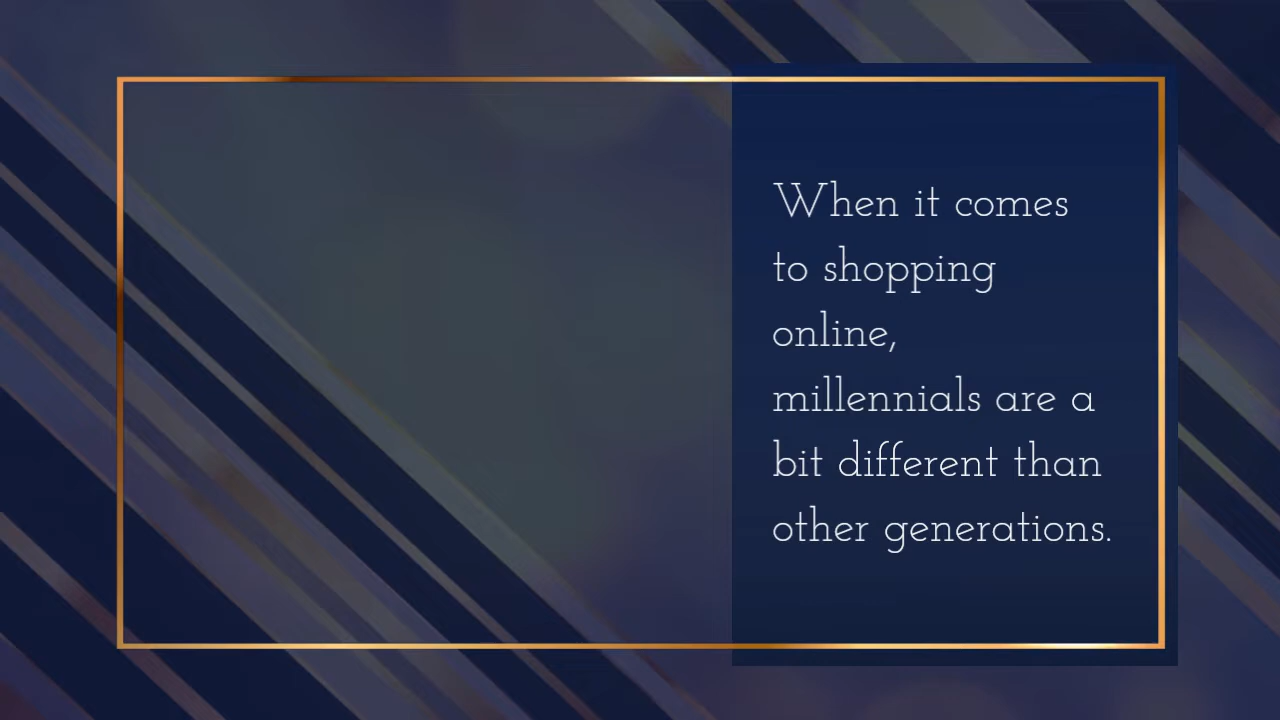 When it comes
to shopping
online,
millennials are a
bit different than
other generations.